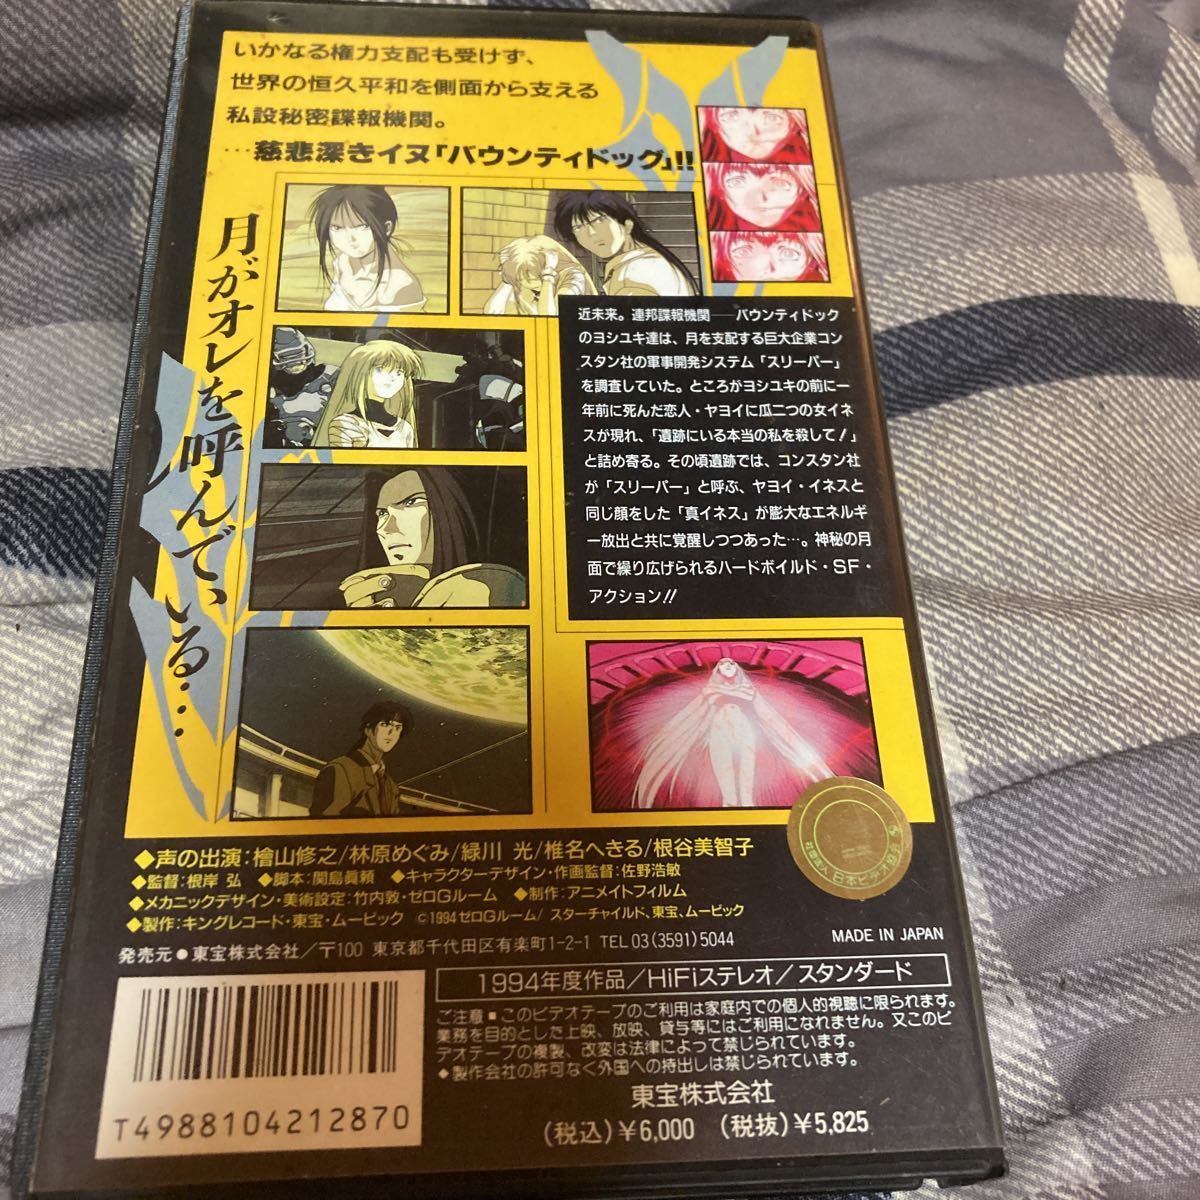 いかなる権力支配も受けず、
世界の恒久平和を側面から支える
私設秘密諜報機関。
…慈悲深きイヌ「バウンティドッグ」!!
月がオレを呼んでいる…
近未来。連邦諜報機関――バウンティドック
のヨシユキ達は、月を支配する巨大企業コン
スタン社の軍事開発システム「スリーパー」
を調査していた。ところがヨシユキの前に一
年前に死んだ恋人・ヤヨイに瓜二つの女イネ
スが現れ、「遺跡にいる本当の私を殺して!」
と詰め寄る。その頃遺跡では、コンスタン社
が「スリーパー」と呼ぶ、ヤヨイ・イネスと
同じ顔をした「真イネス」が膨大なエネルギ
ー放出と共に覚醒しつつあった…。神秘の月
面で繰り広げられるハードボイルド・SF・
アクション!!
◆声の出演:檜山修之/林原めぐみ/緑川 光/椎名へきる/根谷美智子
◆監督:根岸 弘 ◆脚本:関島眞頼 ◆キャラクターデザイン・作画監督:佐野浩敏
◆メカニックデザイン・美術設定:竹内敦・ゼロGルーム ◆制作:アニメイトフィルム
◆製作:キングレコード・東宝・ムービック ©1994ゼロGルーム/ スターチャイルド、東宝、ムービック
発売元●東宝株式会社/〒100 東京都千代田区有楽町1-2-1 TEL 03(3591)5044
MADE IN JAPAN
1994年度作品/HiFiステレオ/スタンダード
ご注意■このビデオテープのご利用は家庭内での個人的視聴に限られます。
業務を目的とした上映、放映、貸与等にはご利用になれません。又このビ
デオテープの複製、改変は法律によって禁じられています。
●製作会社の許可なく外国への持出しは禁じられています。
東宝株式会社
(税込)¥6,000 (税抜)¥5,825
T4988104212870